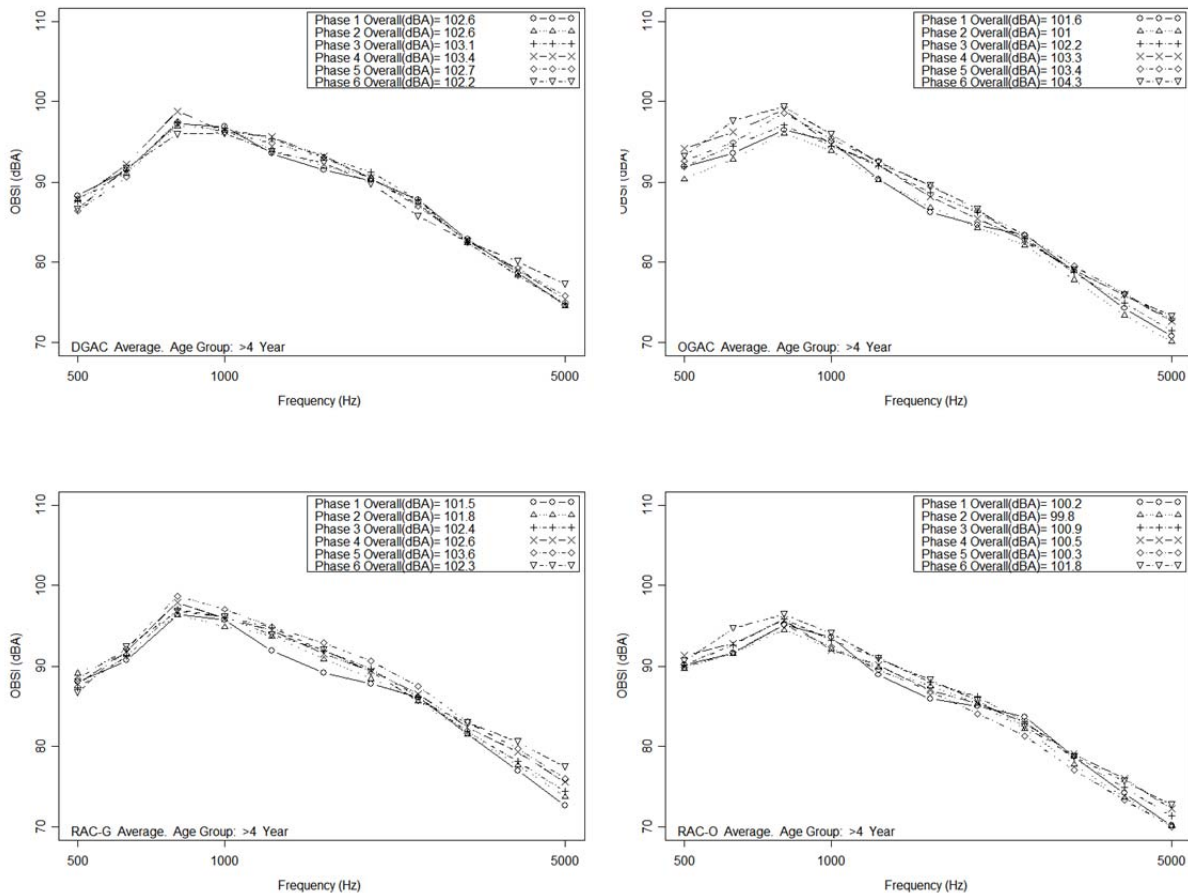 110
100
90
80
70
OBSI (dBA)
Phase 1 Overall(dBA)= 102.6
Phase 2 Overall(dBA)= 102.6
Phase 3 Overall(dBA)= 103.1
Phase 4 Overall(dBA)= 103.4
Phase 5 Overall(dBA)= 102.7
Phase 6 Overall(dBA)= 102.2
DGAC Average. Age Group: >4 Year
500
1000
5000
Frequency (Hz)
110
100
90
80
70
OBSI (dBA)
Phase 1 Overall(dBA)= 101.6
Phase 2 Overall(dBA)= 101
Phase 3 Overall(dBA)= 102.2
Phase 4 Overall(dBA)= 103.3
Phase 5 Overall(dBA)= 103.4
Phase 6 Overall(dBA)= 104.3
OGAC Average. Age Group: >4 Year
500
1000
5000
Frequency (Hz)
110
100
90
80
70
OBSI (dBA)
Phase 1 Overall(dBA)= 101.5
Phase 2 Overall(dBA)= 101.8
Phase 3 Overall(dBA)= 102.4
Phase 4 Overall(dBA)= 102.6
Phase 5 Overall(dBA)= 103.6
Phase 6 Overall(dBA)= 102.3
RAC-G Average. Age Group: >4 Year
500
1000
5000
Frequency (Hz)
110
100
90
80
70
OBSI (dBA)
Phase 1 Overall(dBA)= 100.2
Phase 2 Overall(dBA)= 99.8
Phase 3 Overall(dBA)= 100.9
Phase 4 Overall(dBA)= 100.5
Phase 5 Overall(dBA)= 100.3
Phase 6 Overall(dBA)= 101.8
RAC-O Average. Age Group: >4 Year
500
1000
5000
Frequency (Hz)